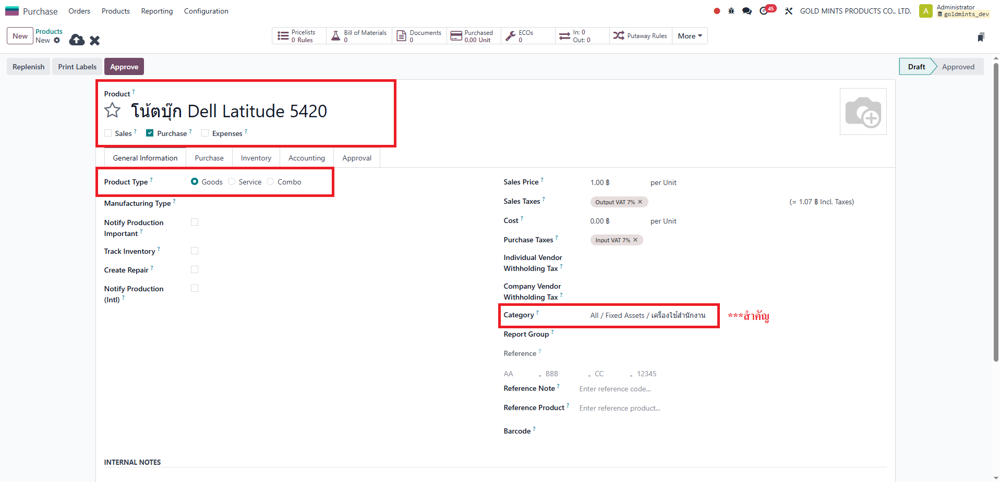 Purchase Orders Products Reporting Configuration 45 GOLD MINTS PRODUCTS CO., LTD. A Administrator
goldmints_dev
New Products
New
Pricelists
0 Rules
Bill of Materials
0
Documents
0
Purchased
0.00 Unit
ECOs
0
In: 0
Out: 0
Putaway Rules
More
Replenish Print Labels Approve Draft Approved
Product ?
โน้ตบุ๊ก Dell Latitude 5420
Sales ? Purchase ? Expenses ?
General Information Purchase Inventory Accounting Approval
Product Type ? Goods Service Combo
Manufacturing Type ?
Notify Production
Important ?
Track Inventory ?
Create Repair ?
Notify Production
(Intl) ?
Sales Price ? 1.00 ฿ per Unit
Sales Taxes ? Output VAT 7% × (= 1.07 ฿ Incl. Taxes)
Cost ? 0.00 ฿ per Unit
Purchase Taxes ? Input VAT 7% ×
Individual Vendor
Withholding Tax ?
Company Vendor
Withholding Tax ?
Category ? All / Fixed Assets / เครื่องใช้สำนักงาน ***สำคัญ
Report Group ?
Reference ?
AA - BBB - CC - 12345
Reference Note ? Enter reference code...
Reference Product ? Enter reference product...
Barcode ?
INTERNAL NOTES